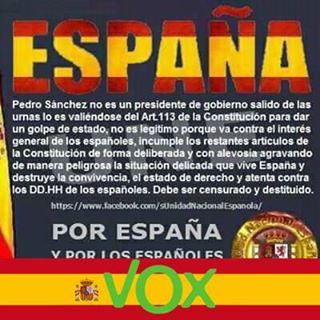 ESPAÑA
Pedro Sànchez no es un presidente de gobierno salido de las
urnas lo es valiéndose del Art.113 de la Constitución para dar
un golpe de estado, no es legítimo porque va contra el interés
general de los españoles, incumple los restantes artículos de
la Constitución de forma deliberada y con alevosía agravando
de manera peligrosa la situación delicada que vive España y
destruye la convivencia, el estado de derecho y atenta contra
los DD.HH de los españoles. Debe ser censurado y destituido.
https://www.facebook.com/sUnidadNacionalEspanola/
POR ESPAÑA
Y POR LOS ESPAÑOLES
VOX